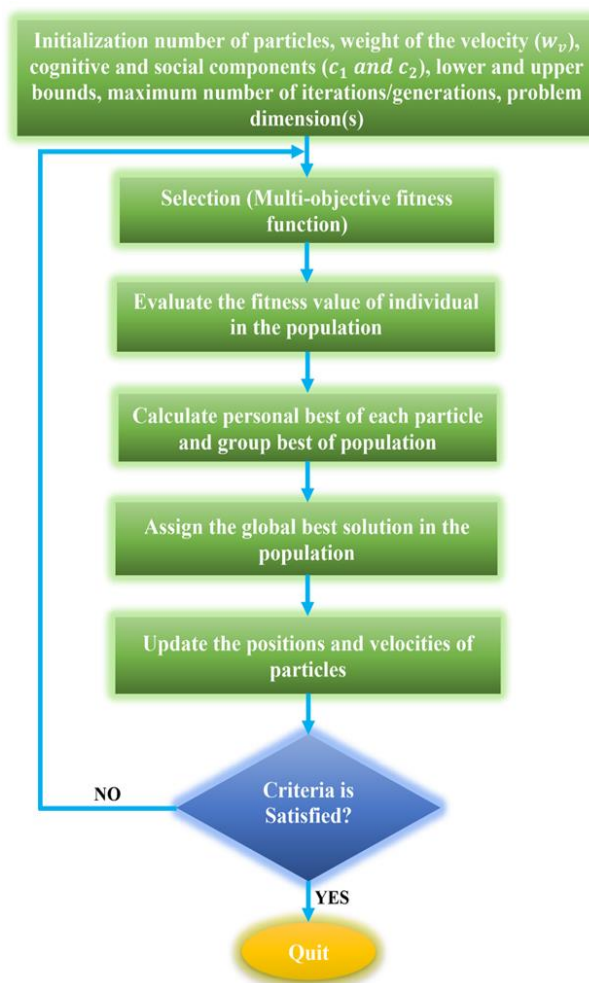 Initialization number of particles, weight of the velocity (𝑤ᵥ),
cognitive and social components (𝑐₁ 𝑎𝑛𝑑 𝑐₂), lower and upper
bounds, maximum number of iterations/generations, problem
dimension(s)
Selection (Multi-objective fitness
function)
Evaluate the fitness value of individual
in the population
Calculate personal best of each particle
and group best of population
Assign the global best solution in the
population
Update the positions and velocities of
particles
Criteria is
Satisfied?
NO
YES
Quit